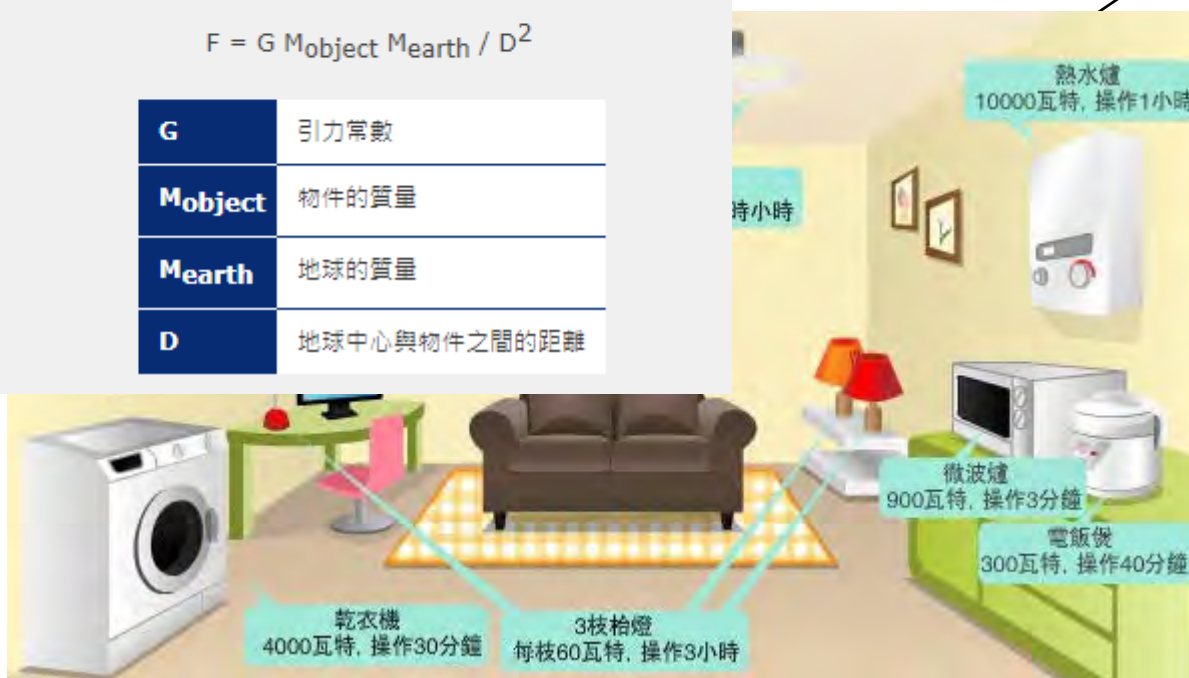 F = G Mobject Mearth / D2
G 引力常數
Mobject 物件的質量
Mearth 地球的質量
D 地球中心與物件之間的距離
熱水爐
10000瓦特, 操作1小時
時小時
微波爐
900瓦特, 操作3分鐘
電飯煲
300瓦特, 操作40分鐘
乾衣機
4000瓦特, 操作30分鐘
3枝枱燈
每枝60瓦特, 操作3小時